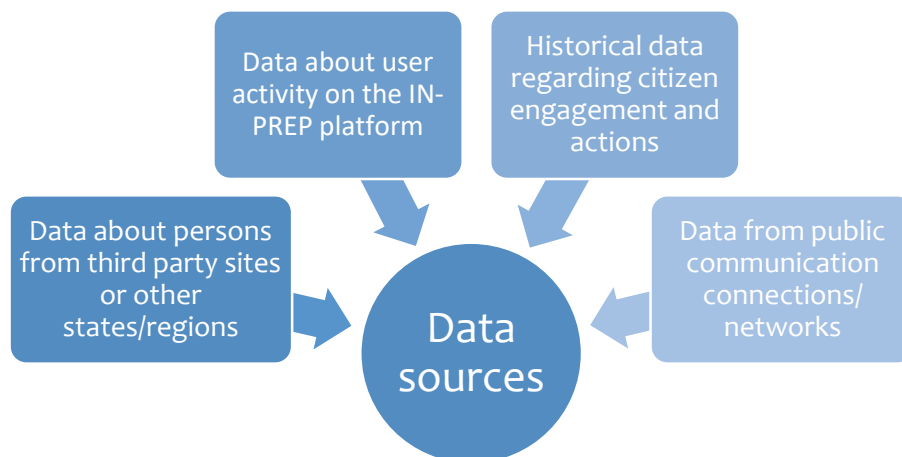 Data about user
activity on the IN-
PREP platform
Historical data
regarding citizen
engagement and
actions
Data about persons
from third party sites
or other
states/regions
Data from public
communication
connections/
networks
Data
sources